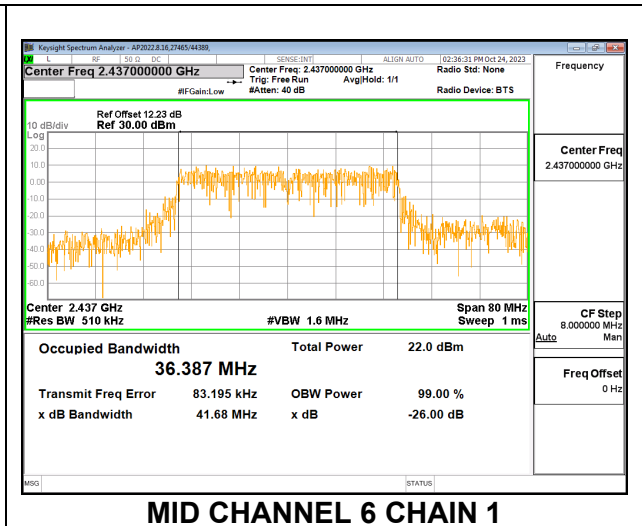 Keysight Spectrum Analyzer - AP2022.8.16,27465/44389,
L RF 50 Ω DC SENSE:INT ALIGN AUTO 02:36:31 PM Oct 24, 2023
Center Freq 2.437000000 GHz
Center Freq: 2.437000000 GHz Radio Std: None
Trig: Free Run Avg|Hold: 1/1
#IFGain:Low #Atten: 40 dB Radio Device: BTS
Frequency
Ref Offset 12.23 dB
10 dB/div Ref 30.00 dBm
Log
20.0
10.0
0.00
-10.0
-20.0
-30.0
-40.0
-50.0
-60.0
Center Freq
2.437000000 GHz
Center 2.437 GHz Span 80 MHz
#Res BW 510 kHz #VBW 1.6 MHz Sweep 1 ms
CF Step
8.000000 MHz
Auto Man
Freq Offset
0 Hz
Occupied Bandwidth Total Power 22.0 dBm
36.387 MHz
Transmit Freq Error 83.195 kHz OBW Power 99.00 %
x dB Bandwidth 41.68 MHz x dB -26.00 dB
MSG STATUS
MID CHANNEL 6 CHAIN 1